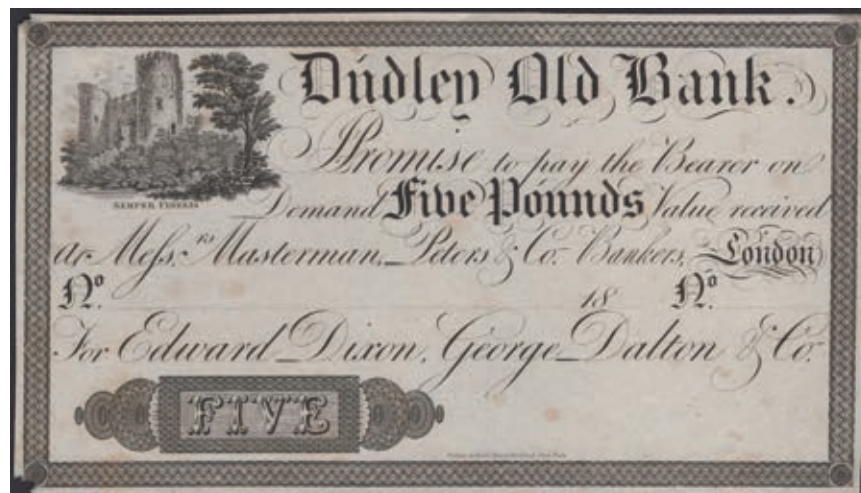 Dudley Old Bank.
SEMPER FIDELIS
Promise to pay the Bearer on
Demand Five Pounds Value received
At Messrs. Masterman, Peters & Co. Bankers, London
No. 18 No.
For Edward Dixon, George Dalton & Co.
FIVE